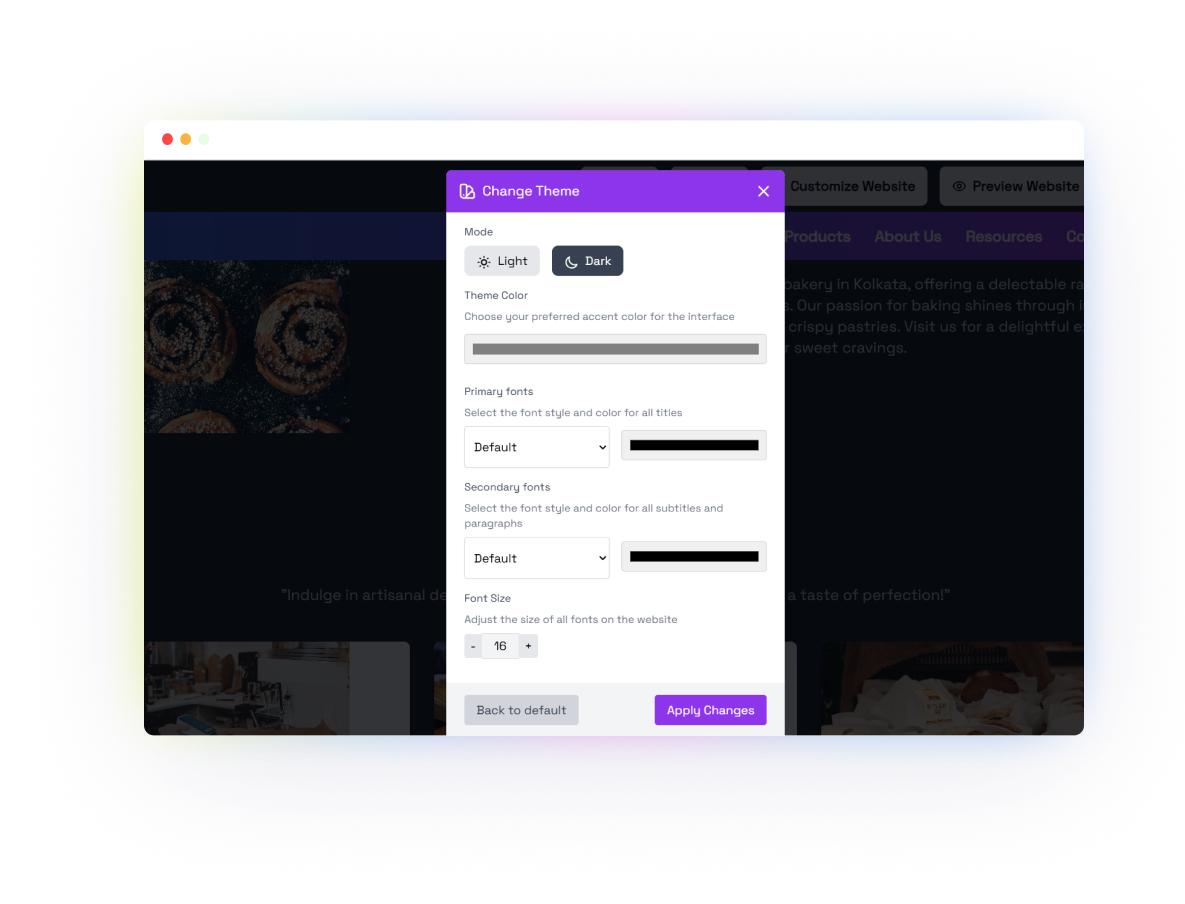 Customize Website
Preview Website
Change Theme
Products
About Us
Resources
Mode
Light
Dark
bakery in Kolkata, offering a delectable
Theme Color
Our passion for baking shines through
Choose your preferred accent color for the interface
crispy pastries. Visit us for a delightful
sweet cravings.
Primary fonts
Select the font style and color for all titles
Default
Secondary fonts
Select the font style and color for all subtitles and
paragraphs
Default
"Indulge in artisanal
a taste of perfection!"
Font Size
Adjust the size of all fonts on the website
- 16 +
Back to default
Apply Changes